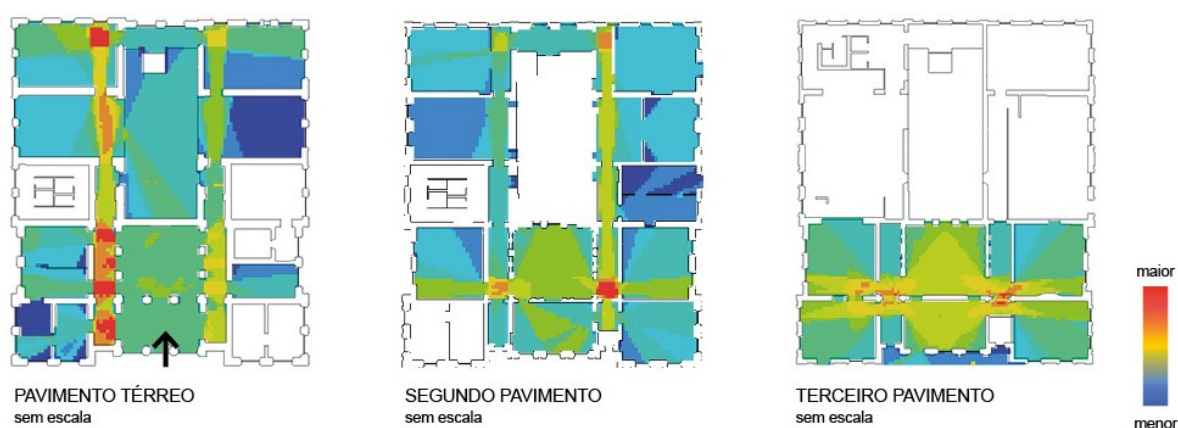 PAVIMENTO TÉRREO
sem escala
SEGUNDO PAVIMENTO
sem escala
TERCEIRO PAVIMENTO
sem escala
maior
menor